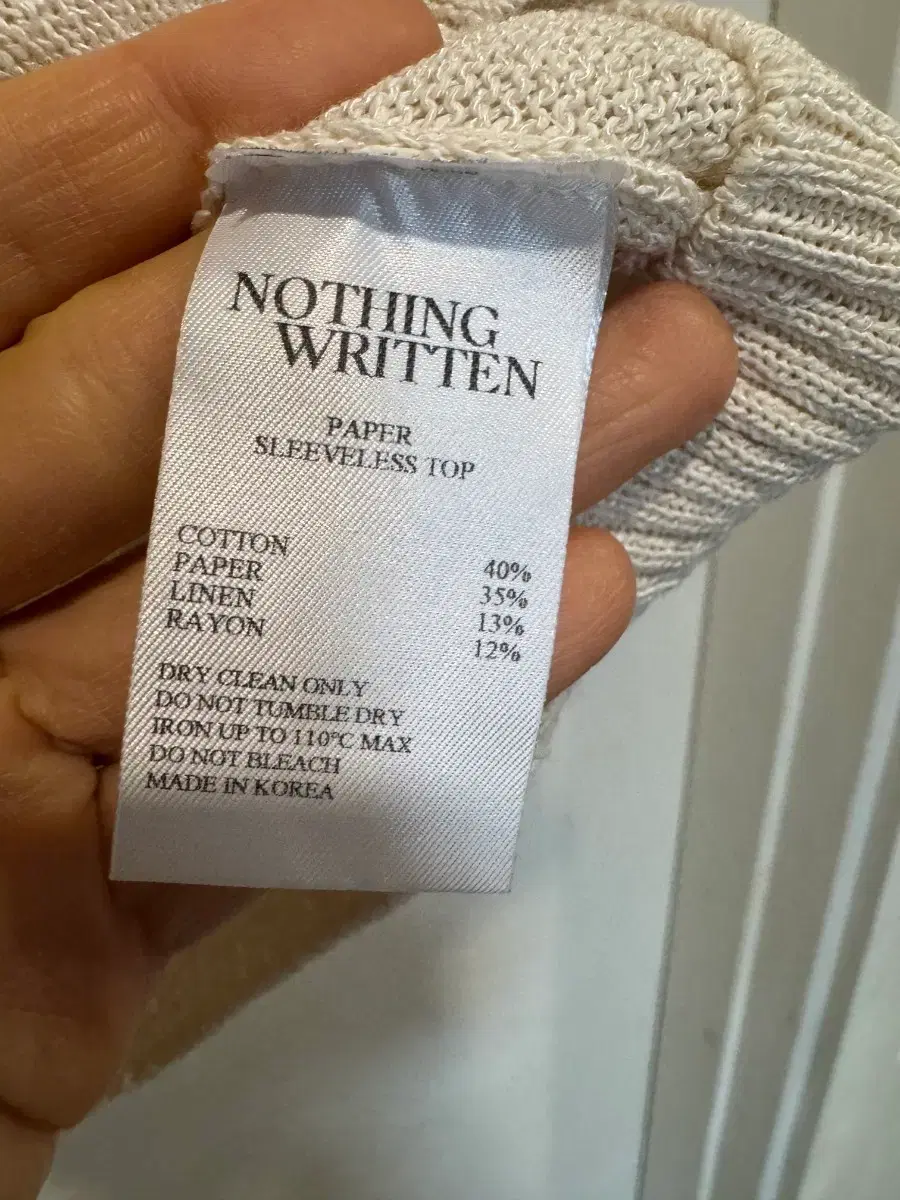 NOTHING
WRITTEN
PAPER
SLEEVELESS TOP
COTTON 40%
PAPER 35%
LINEN 13%
RAYON 12%
DRY CLEAN ONLY
DO NOT TUMBLE DRY
IRON UP TO 110°C MAX
DO NOT BLEACH
MADE IN KOREA